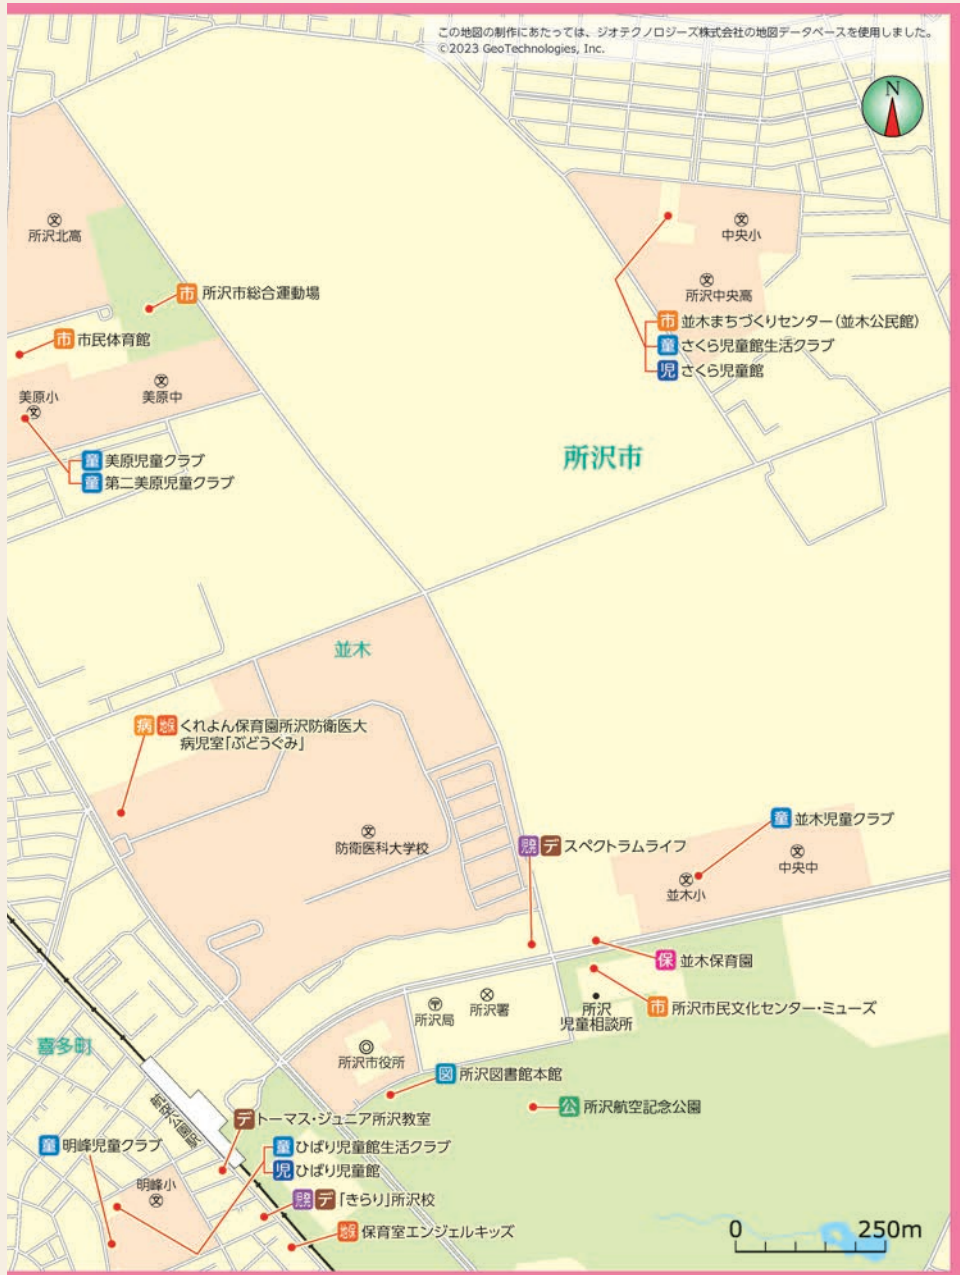 この地図の制作にあたっては、ジオテクノロジーズ株式会社の地図データベースを使用しました。
©2023 GeoTechnologies, Inc.
N
文
所沢北高
文
中央小
文
所沢中央高
市 所沢市総合運動場
市 市民体育館
市 並木まちづくりセンター(並木公民館)
童 さくら児童館生活クラブ
児 さくら児童館
美原小
文
文
美原中
童 美原児童クラブ
童 第二美原児童クラブ
所沢市
並木
病 地保 くれよん保育園所沢防衛医大
病児室「ぶどうぐみ」
文
防衛医科大学校
童 並木児童クラブ
デ スペクトラムライフ
文
中央中
文
並木小
保 並木保育園
市 所沢市民文化センター・ミューズ
所沢
児童相談所
〒
所沢局
所沢署
所沢市役所
喜多町
図 所沢図書館本館
公 所沢航空記念公園
航空公園駅
デ トーマス・ジュニア所沢教室
童 明峰児童クラブ
童 ひばり児童館生活クラブ
児 ひばり児童館
明峰小
文
デ 「きらり」所沢校
地保 保育室エンジェルキッズ
0 250m